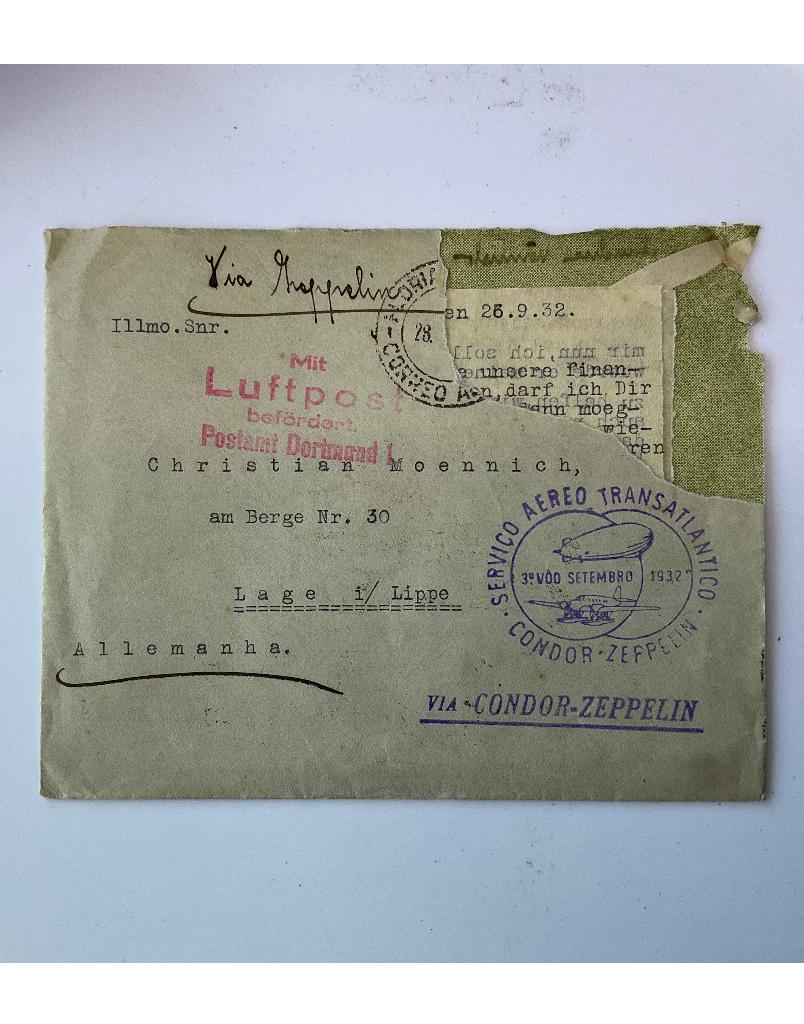 Via Zeppelin
en 26.9.32.
Illmo.Snr.
28.
CORREO
mir nun,ich soll
e unsere finan-
en,darf ich Dir
dann moeg-
wie-
ren
Mit
Luftpost
befördert.
Postamt Dortmund 1
Christian Moennich,
am Berge Nr. 30
Lage i/ Lippe
Allemanha.
SERVIÇO AEREO TRANSATLANTICO
3º VÔO SETEMBRO 1932
CONDOR-ZEPPELIN
VIA CONDOR-ZEPPELIN